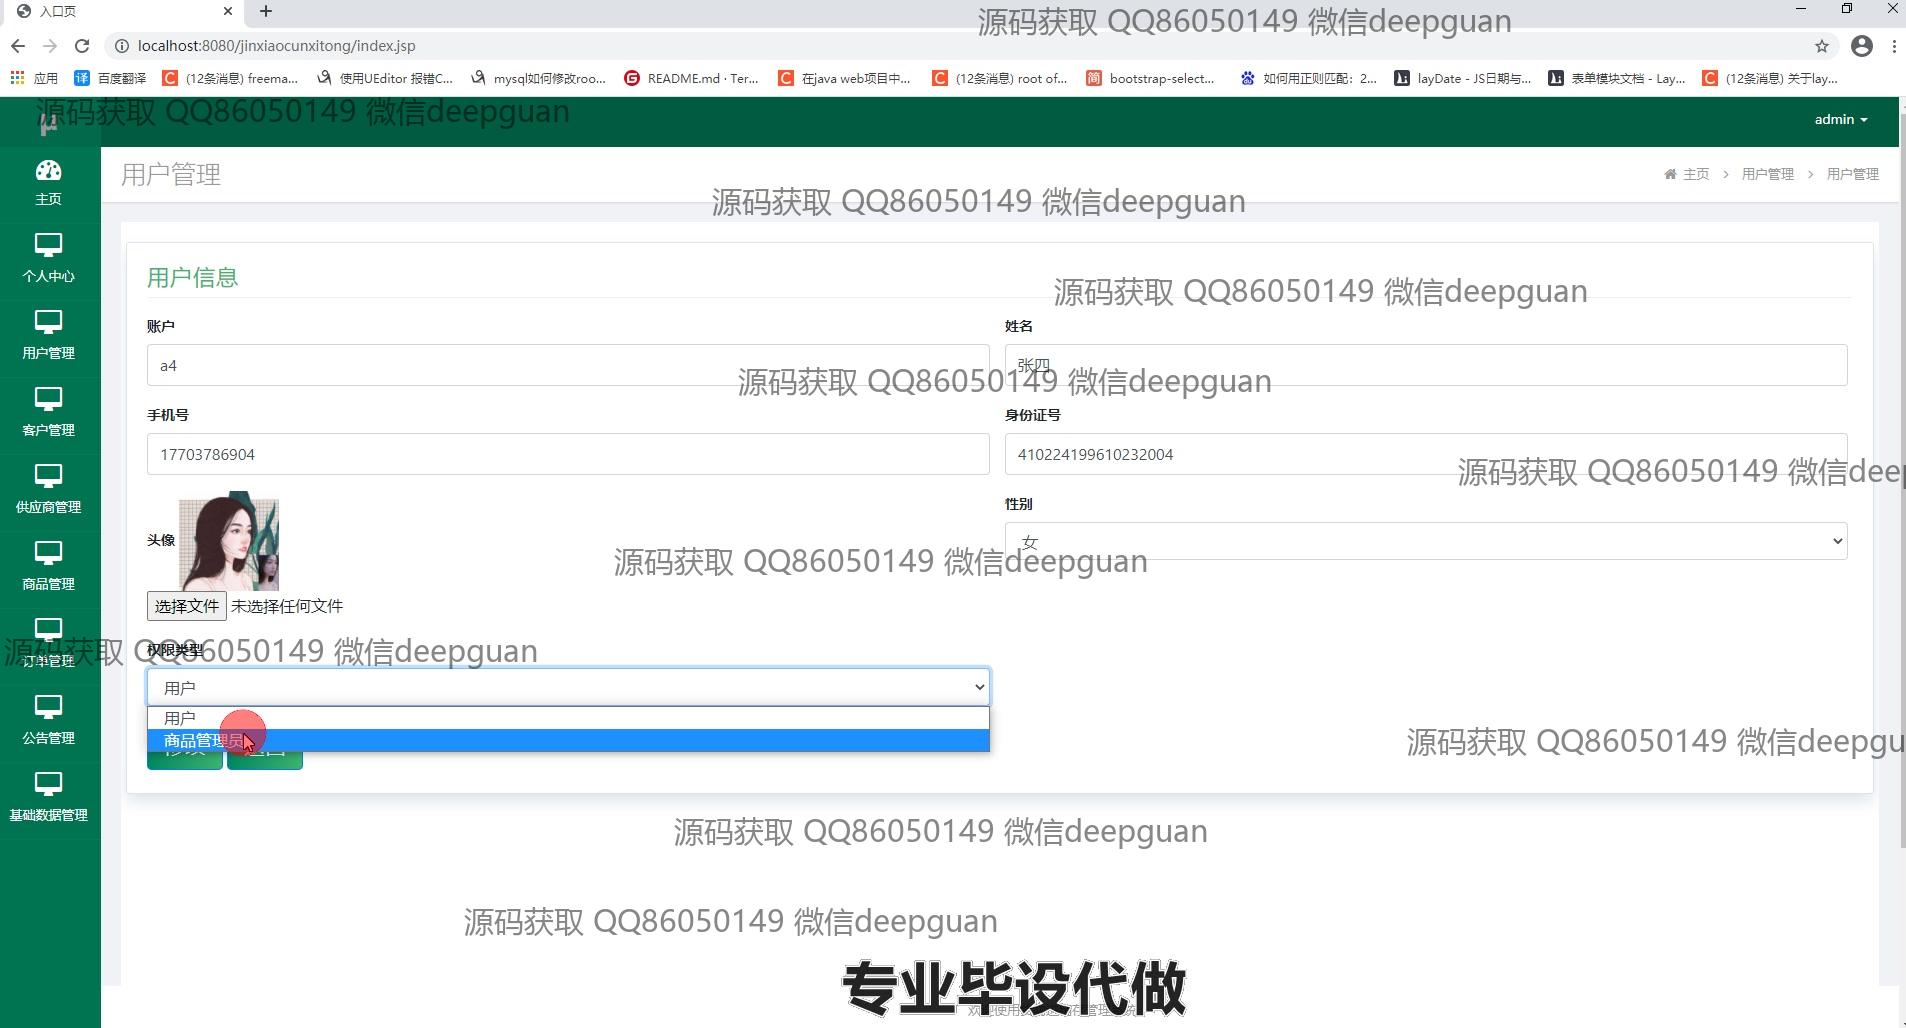 入口页
源码获取 QQ86050149 微信deepguan
localhost:8080/jinxiaocunxitong/index.jsp
应用
百度翻译
(12条消息) freema...
使用UEditor 报错C...
mysql如何修改roo...
README.md · Ter...
在java web项目中...
(12条消息) root of...
bootstrap-select...
如何用正则匹配：2...
layDate - JS日期与...
表单模块文档 - Lay...
(12条消息) 关于lay...
源码获取 QQ86050149 微信deepguan
μ
admin
主页
用户管理
主页 > 用户管理 > 用户管理
源码获取 QQ86050149 微信deepguan
个人中心
用户信息
源码获取 QQ86050149 微信deepguan
账户
姓名
用户管理
a4
张四
源码获取 QQ86050149 微信deepguan
手机号
身份证号
客户管理
17703786904
410224199610232004
源码获取 QQ86050149 微信deep
供应商管理
性别
头像
女
源码获取 QQ86050149 微信deepguan
商品管理
选择文件 未选择任何文件
源码获取 QQ86050149 微信deepguan
权限类型
订单管理
用户
用户
商品管理员
公告管理
源码获取 QQ86050149 微信deepgu
基础数据管理
源码获取 QQ86050149 微信deepguan
源码获取 QQ86050149 微信deepguan
专业毕设代做